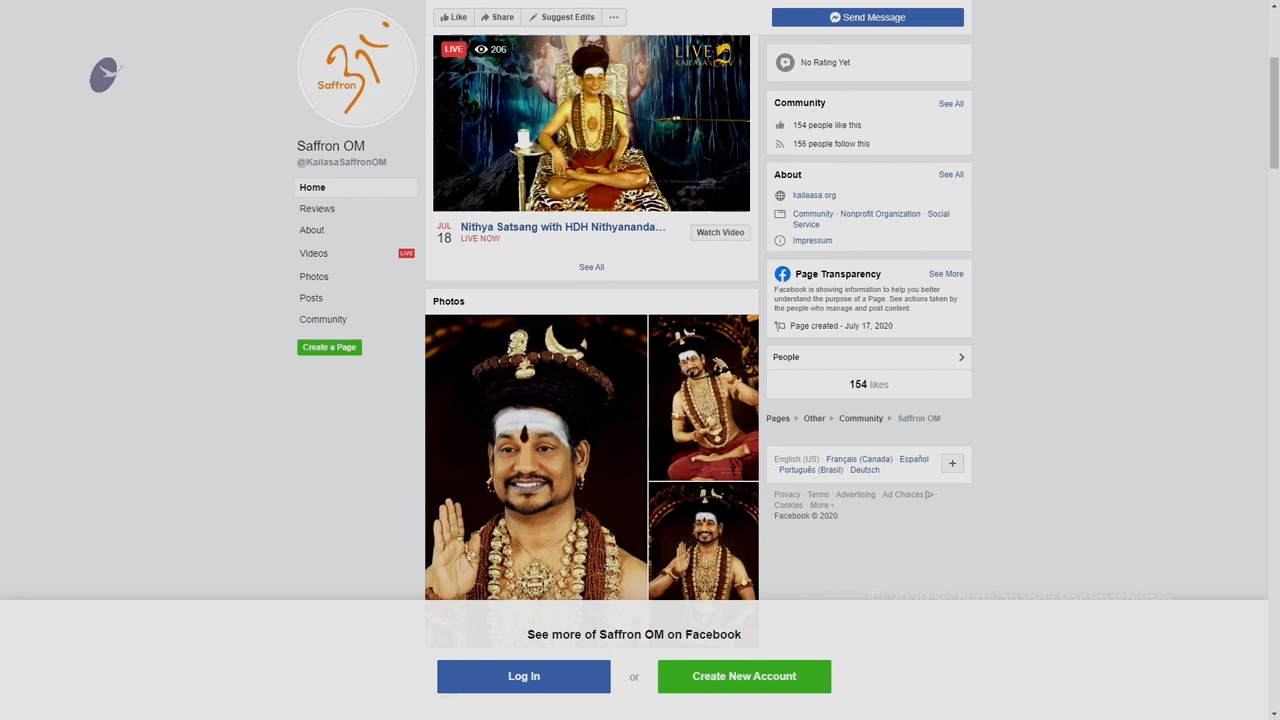 Like
Share
Suggest Edits
Send Message
Saffron
Saffron OM
@KailasaSaffronOM
Home
Reviews
About
Videos
LIVE
Photos
Posts
Community
Create a Page
LIVE 206
LIVE
JUL
18
Nithya Satsang with HDH Nithyananda...
LIVE NOW
Watch Video
See All
Photos
No Rating Yet
Community
See All
154 people like this
156 people follow this
About
See All
kailaasa.org
Community · Nonprofit Organization · Social
Service
Impressum
Page Transparency
See More
Facebook is showing information to help you better
understand the purpose of a Page. See actions taken by
the people who manage and post content.
Page created - July 17, 2020
People
154 likes
Pages
Other
Community
Saffron OM
English (US) · Français (Canada) · Español
· Português (Brasil) · Deutsch
Privacy · Terms · Advertising · Ad Choices ·
Cookies · More
Facebook © 2020
(C) 2020 Sri Nithyananda Paramashivam
See more of Saffron OM on Facebook
Log In
or
Create New Account